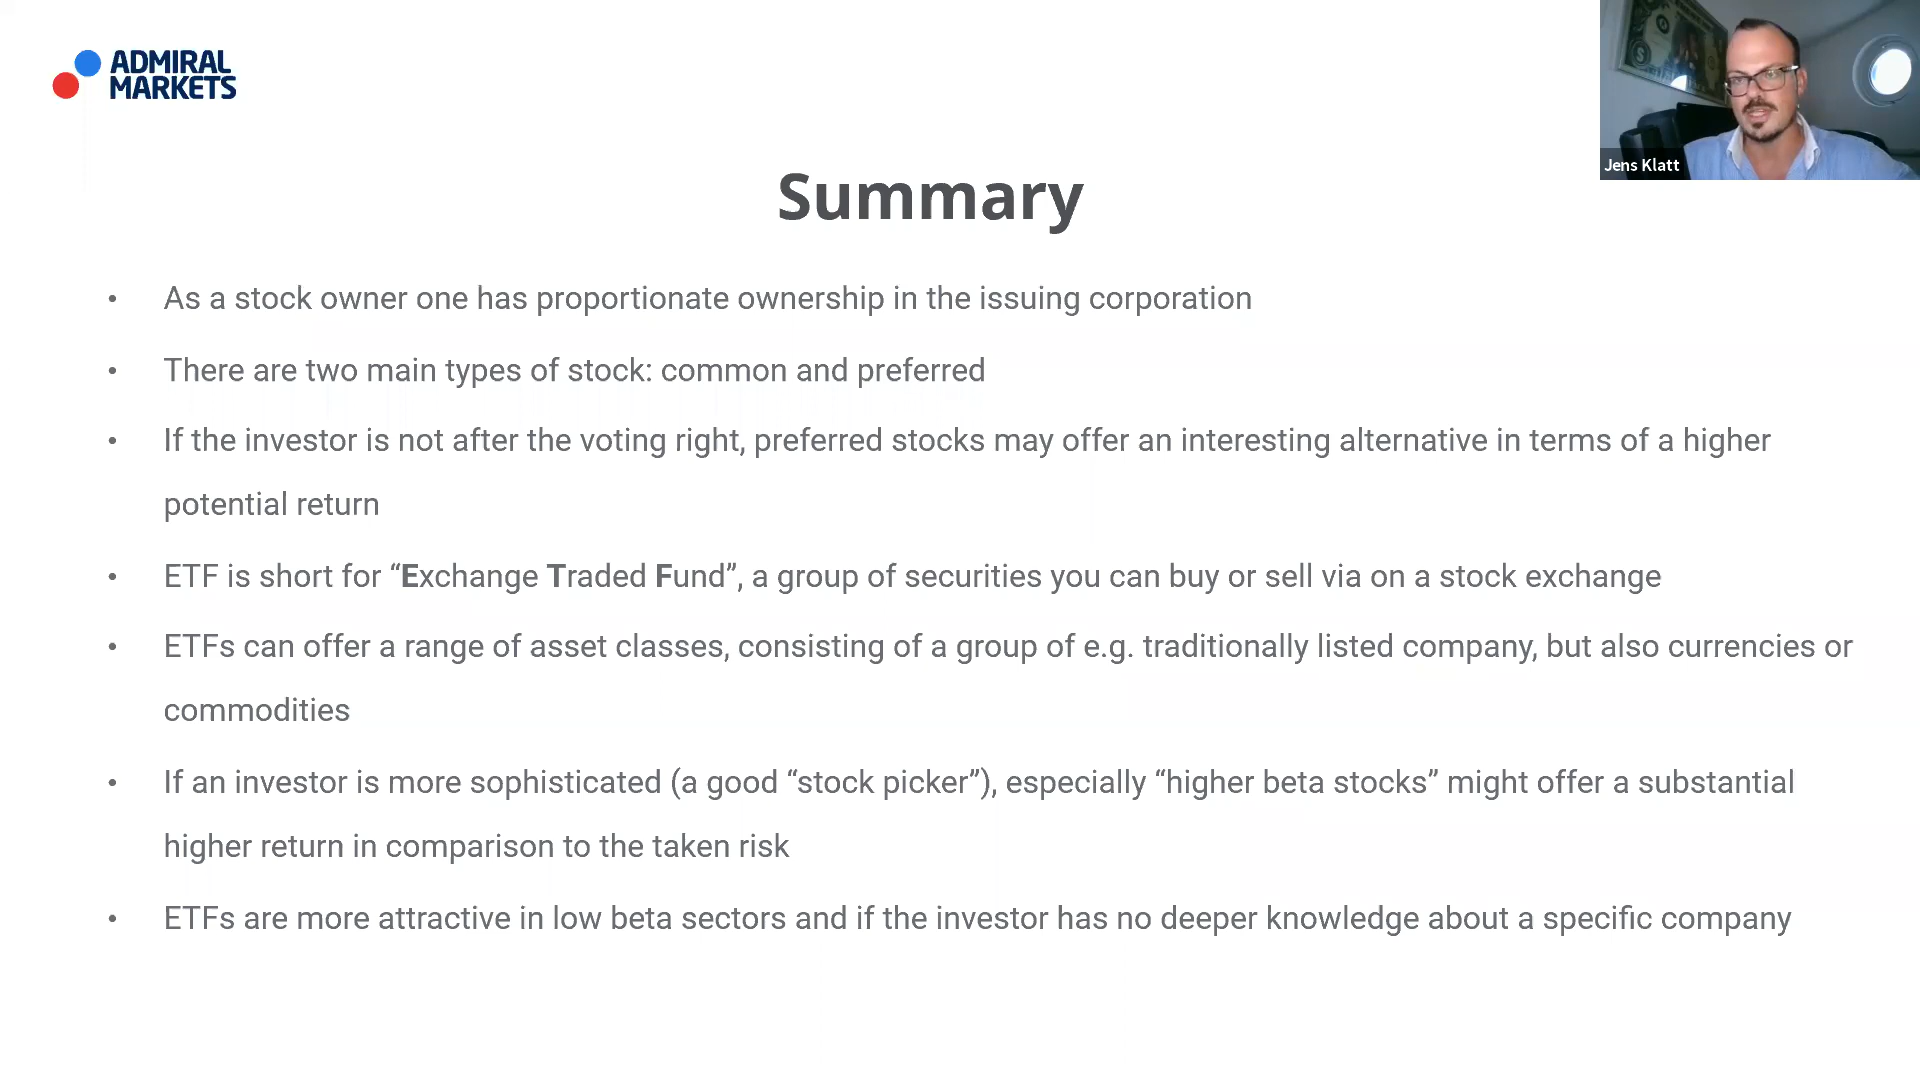 ADMIRAL
MARKETS
Jens Klatt
Summary
• As a stock owner one has proportionate ownership in the issuing corporation
• There are two main types of stock: common and preferred
• If the investor is not after the voting right, preferred stocks may offer an interesting alternative in terms of a higher
potential return
• ETF is short for “Exchange Traded Fund”, a group of securities you can buy or sell via on a stock exchange
• ETFs can offer a range of asset classes, consisting of a group of e.g. traditionally listed company, but also currencies or
commodities
• If an investor is more sophisticated (a good “stock picker”), especially “higher beta stocks” might offer a substantial
higher return in comparison to the taken risk
• ETFs are more attractive in low beta sectors and if the investor has no deeper knowledge about a specific company